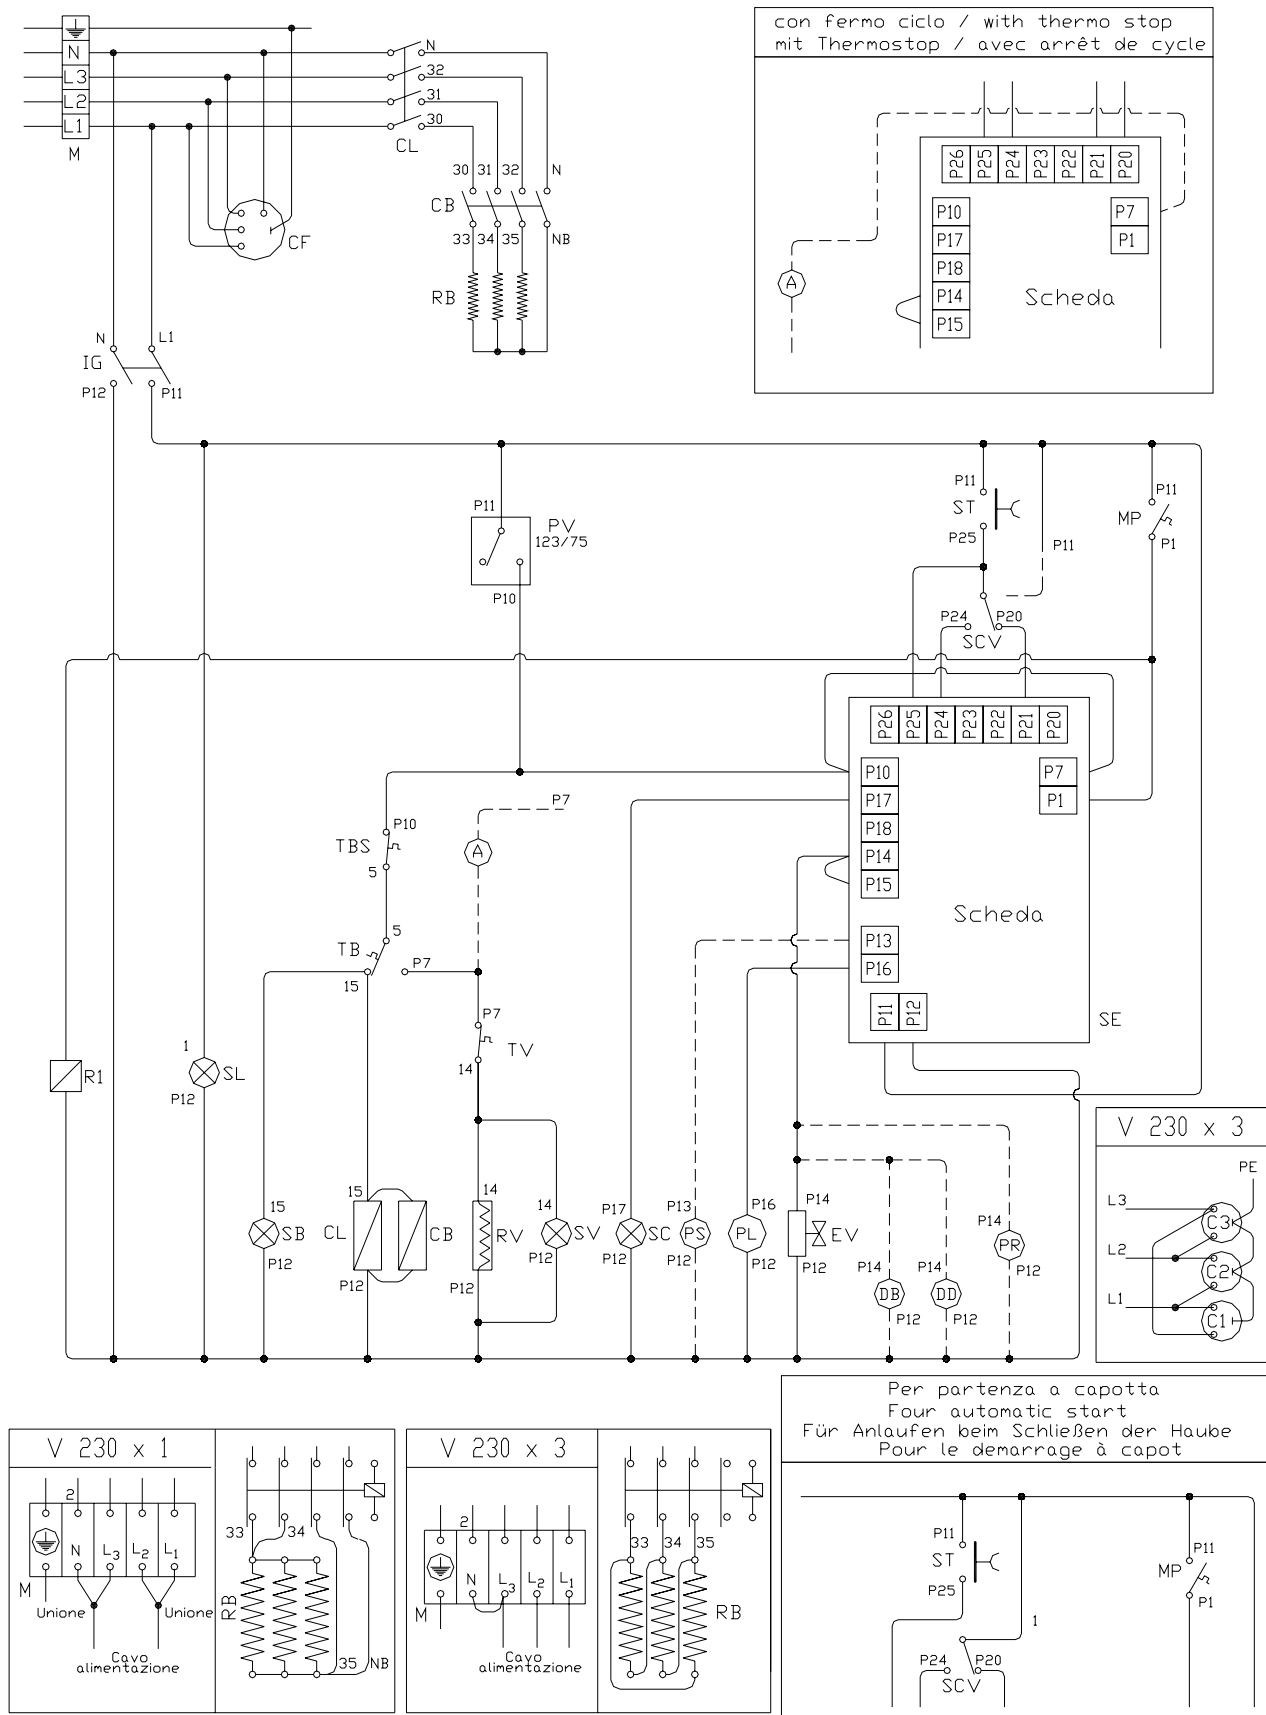 con fermo ciclo / with thermo stop
mit Thermostop / avec arrêt de cycle
N
L3
L2
L1
M
N
32
31
30
CL
CF
30 31 32 N
CB
33 34 35 NB
RB
P26 P25 P24 P23 P22 P21 P20
P10
P17
P18
P14
P15
P7
P1
A
Scheda
N L1
IG
P12 P11
P11
PV
123/75
P10
P11
ST
P25
P11
P24 P20
SCV
P11
MP
P1
P26 P25 P24 P23 P22 P21 P20
P10
P17
P18
P14
P15
P13
P16
P11 P12
P7
P1
Scheda
SE
P10
TBS
5
P7
A
5
TB
15
P7
P7
TV
14
R1
1
SL
P12
15
SB
P12
15
CL
CB
P12
14
RV
P12
14
SV
P12
P17
SC
P12
P13
PS
P12
P16
PL
P12
P14
EV
P12
P14
DB
P12
P14
DD
P12
P14
PR
P12
V 230 x 3
PE
L3
L2
L1
C3
C2
C1
V 230 x 1
2
N L3 L2 L1
M
Unione Unione
Cavo
alimentazione
33 34
RB
35 NB
V 230 x 3
2
N L3 L2 L1
M
Cavo
alimentazione
33 34 35
RB
Per partenza a capotta
Four automatic start
Für Anlaufen beim Schließen der Haube
Pour le demarrage à capot
P11
ST
P25
1
P24 P20
SCV
P11
MP
P1